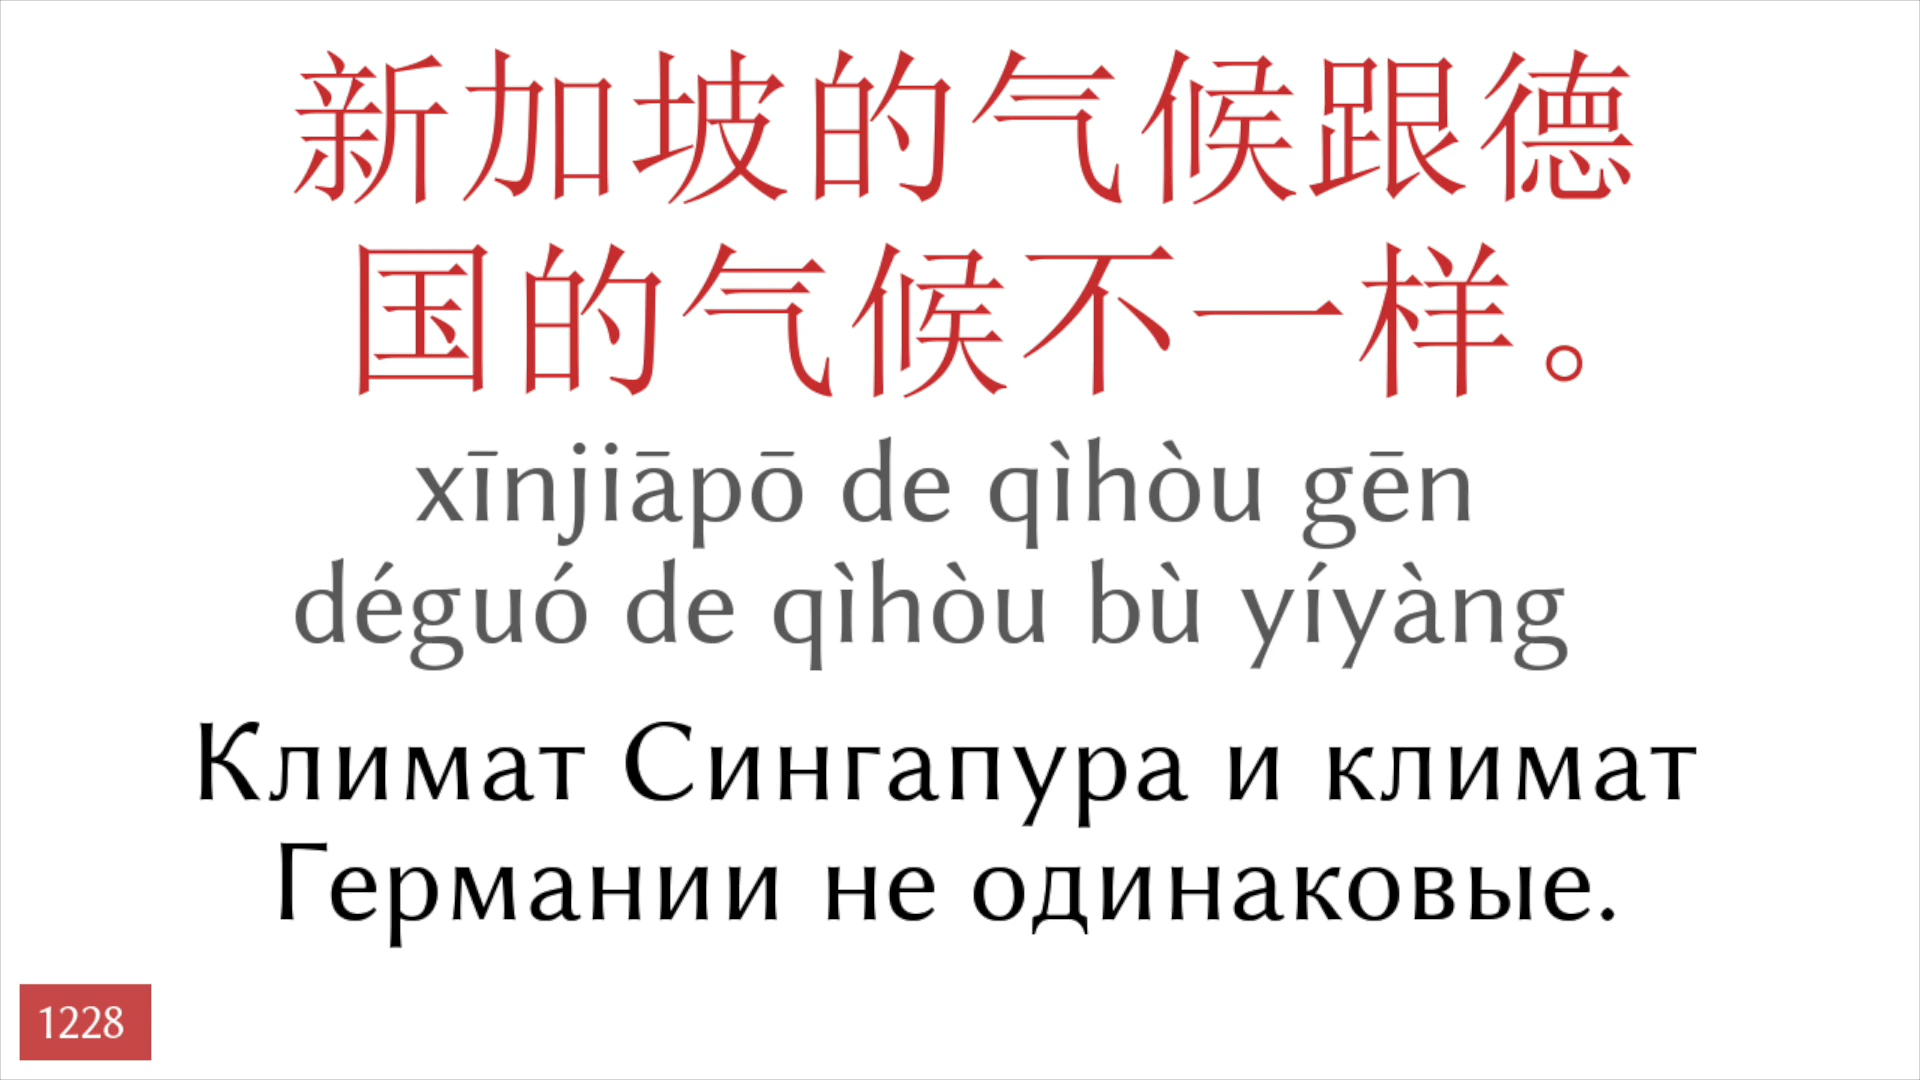 新加坡的气候跟德
国的气候不一样。
xīnjiāpō de qìhòu gēn
déguó de qìhòu bù yíyàng
Климат Сингапура и климат
Германии не одинаковые.
1228